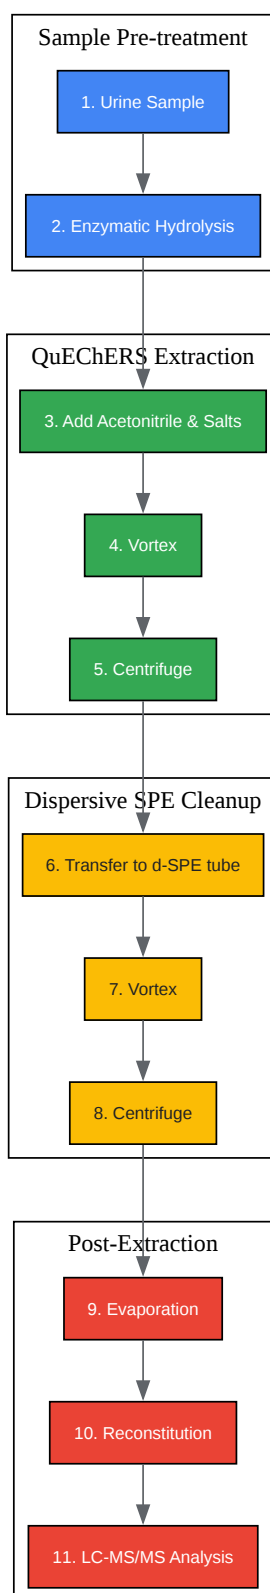 Sample Pre-treatment
1. Urine Sample
2. Enzymatic Hydrolysis
QuEChERS Extraction
3. Add Acetonitrile & Salts
4. Vortex
5. Centrifuge
Dispersive SPE Cleanup
6. Transfer to d-SPE tube
7. Vortex
8. Centrifuge
Post-Extraction
9. Evaporation
10. Reconstitution
11. LC-MS/MS Analysis